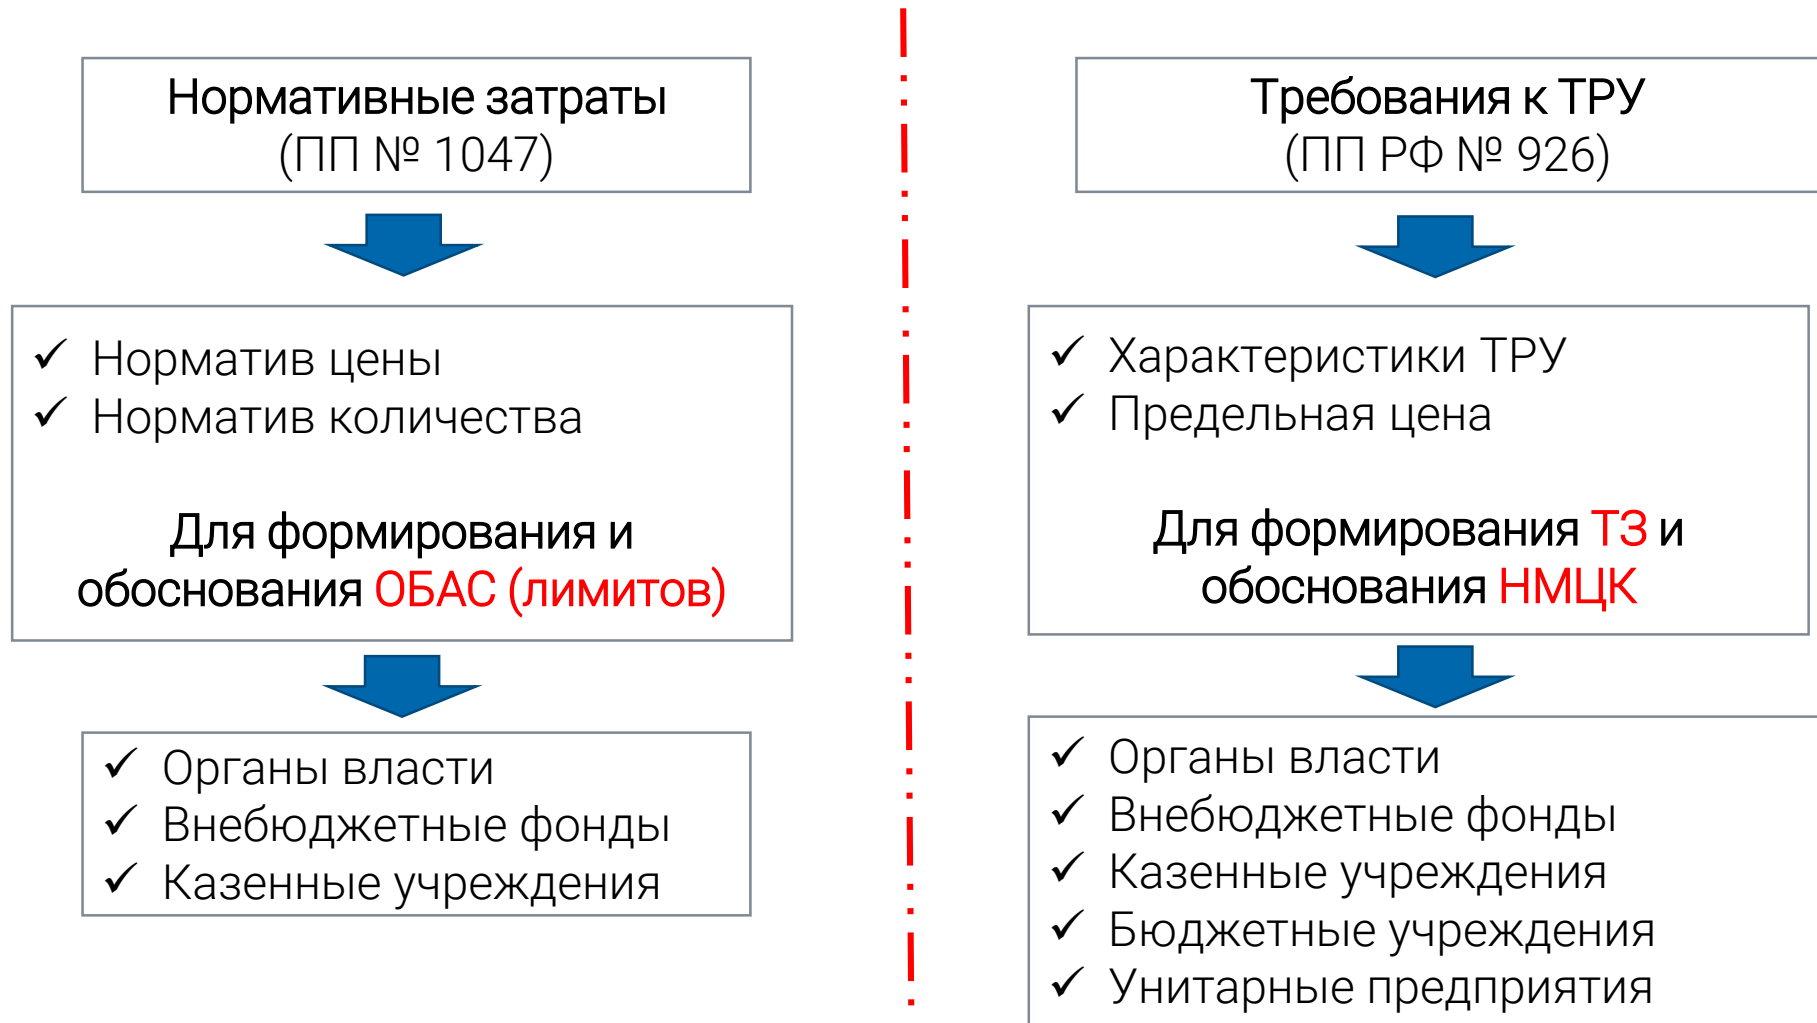 Нормативные затраты
(ПП № 1047)
✓ Норматив цены
✓ Норматив количества
Для формирования и
обоснования ОБАС (лимитов)
✓ Органы власти
✓ Внебюджетные фонды
✓ Казенные учреждения
Требования к ТРУ
(ПП РФ № 926)
✓ Характеристики ТРУ
✓ Предельная цена
Для формирования ТЗ и
обоснования НМЦК
✓ Органы власти
✓ Внебюджетные фонды
✓ Казенные учреждения
✓ Бюджетные учреждения
✓ Унитарные предприятия